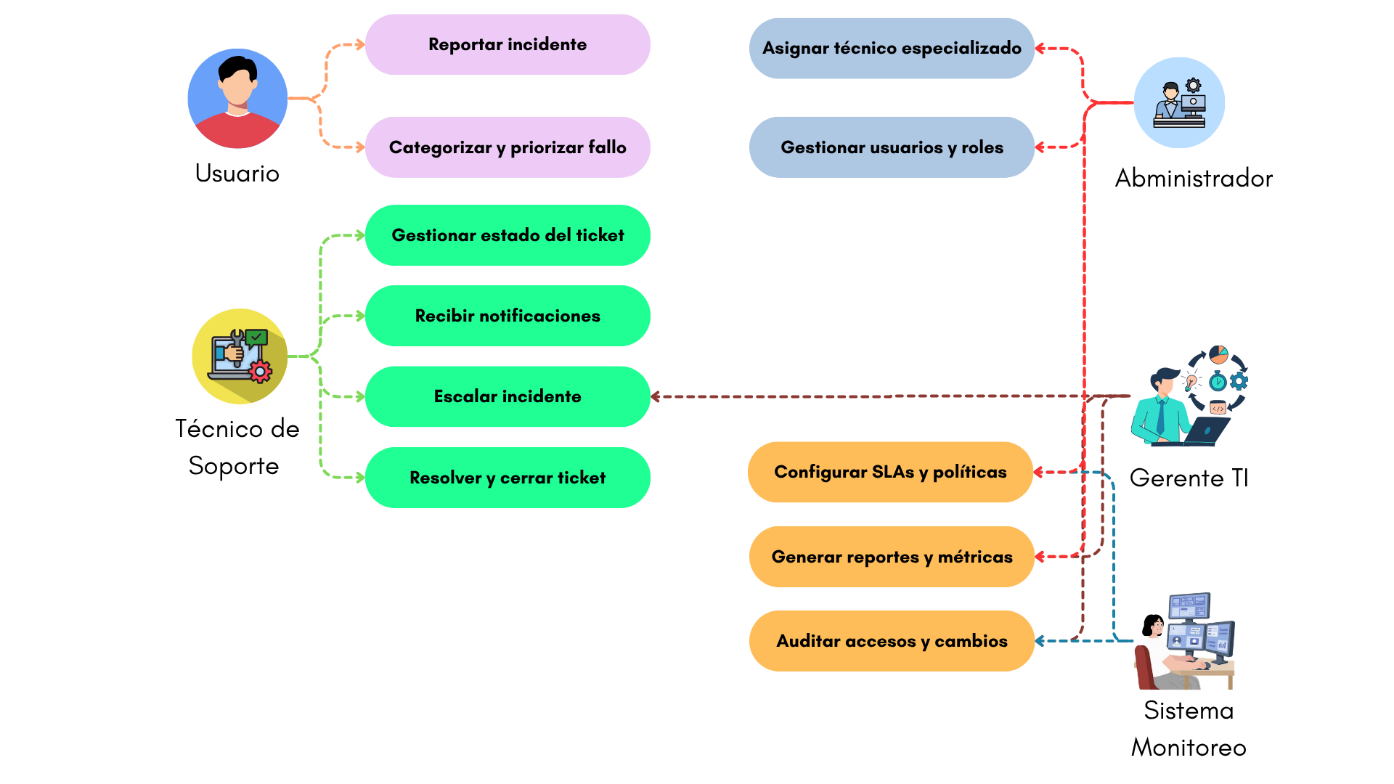 Reportar incidente
Categorizar y priorizar fallo
Usuario
Asignar técnico especializado
Gestionar usuarios y roles
Abministrador
Gestionar estado del ticket
Recibir notificaciones
Escalar incidente
Resolver y cerrar ticket
Técnico de
Soporte
Configurar SLAs y políticas
Generar reportes y métricas
Auditar accesos y cambios
Gerente TI
Sistema
Monitoreo